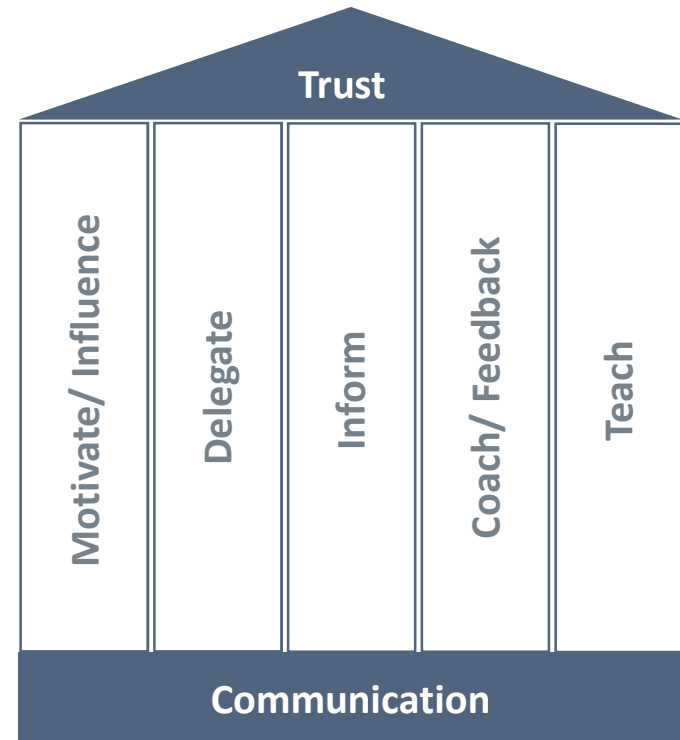 Trust
Motivate/ Influence
Delegate
Inform
Coach/ Feedback
Teach
Communication